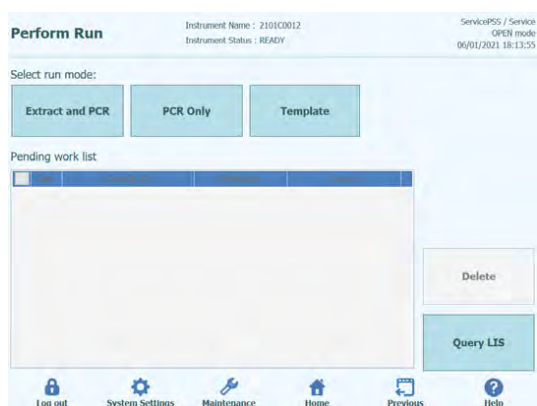 Perform Run
Instrument Name : 2101C0012
Instrument Status : READY
ServicePSS / Service
OPEN mode
06/01/2021 18:13:55
Select run mode:
Extract and PCR
PCR Only
Template
Pending work list
Delete
Query LIS
Log out
System Settings
Maintenance
Home
Previous
Help